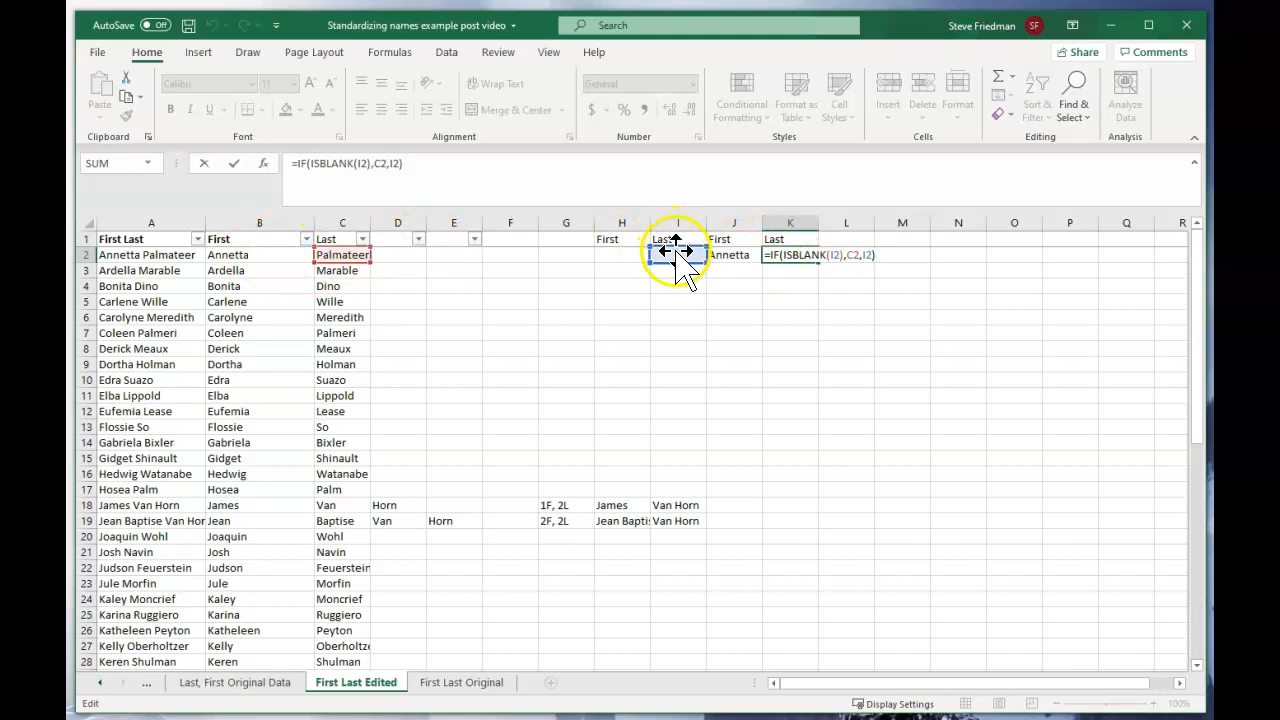 AutoSave Off Standardizing names example post video Search Steve Friedman SF
File Home Insert Draw Page Layout Formulas Data Review View Help Share Comments
Calibri 11 A A Wrap Text General
Paste B I U A Merge & Center $ % Conditional Formatting Format as Table Cell Styles Insert Delete Format Sort & Filter Find & Select Analyze Data
Clipboard Font Alignment Number Styles Cells Editing Analysis
SUM fx =IF(ISBLANK(I2),C2,I2)
A B C D E F G H I J K L M N O P Q R
1 First Last First Last First Last First Last
2 Annetta Palmateer Annetta Palmateer Annetta =IF(ISBLANK(I2),C2,I2)
3 Ardella Marable Ardella Marable
4 Bonita Dino Bonita Dino
5 Carlene Wille Carlene Wille
6 Carolyne Meredith Carolyne Meredith
7 Coleen Palmeri Coleen Palmeri
8 Derick Meaux Derick Meaux
9 Dortha Holman Dortha Holman
10 Edra Suazo Edra Suazo
11 Elba Lippold Elba Lippold
12 Eufemia Lease Eufemia Lease
13 Flossie So Flossie So
14 Gabriela Bixler Gabriela Bixler
15 Gidget Shinault Gidget Shinault
16 Hedwig Watanabe Hedwig Watanabe
17 Hosea Palm Hosea Palm
18 James Van Horn James Van Horn 1F, 2L James Van Horn
19 Jean Baptise Van Hor Jean Baptise Van Horn 2F, 2L Jean Bapti Van Horn
20 Joaquin Wohl Joaquin Wohl
21 Josh Navin Josh Navin
22 Judson Feuerstein Judson Feuerstein
23 Jule Morfin Jule Morfin
24 Kaley Moncrief Kaley Moncrief
25 Karina Ruggiero Karina Ruggiero
26 Katheleen Peyton Katheleen Peyton
27 Kelly Oberholtzer Kelly Oberholtze
28 Keren Shulman Keren Shulman
... Last, First Original Data First Last Edited First Last Original
Edit Display Settings 100%